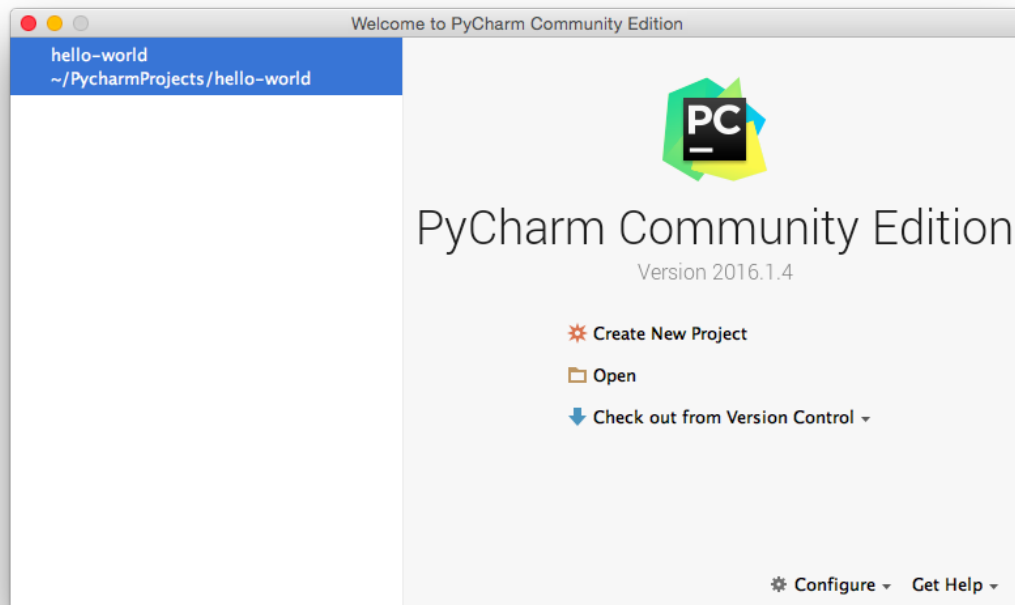 Welcome to PyCharm Community Edition
hello-world
~/PycharmProjects/hello-world
PC
PyCharm Community Edition
Version 2016.1.4
Create New Project
Open
Check out from Version Control
Configure Get Help